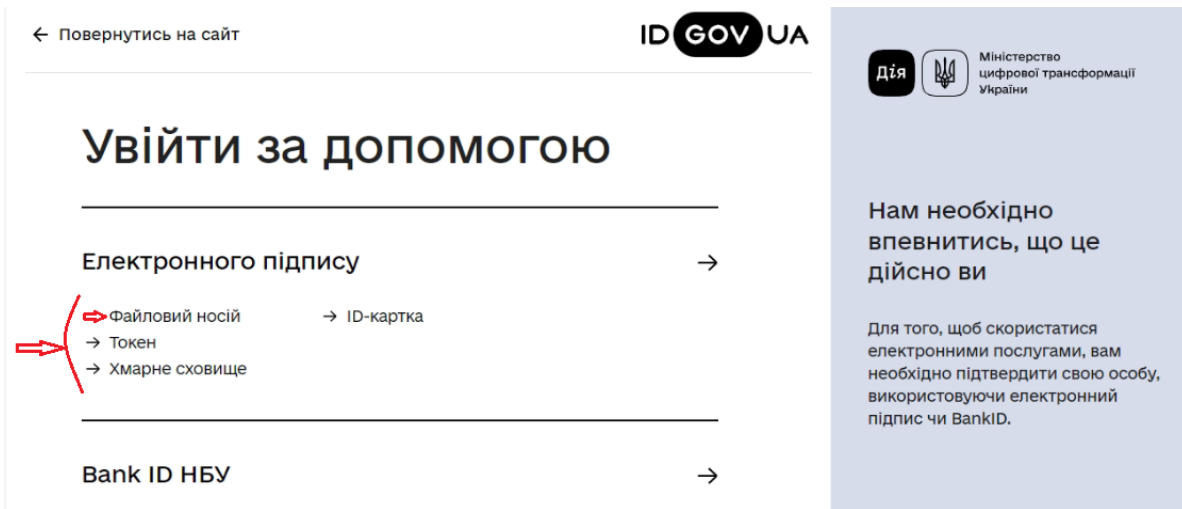 ← Повернутись на сайт
ID GOV UA
Увійти за допомогою
Електронного підпису →
Файловий носій
→ Токен
→ Хмарне сховище
→ ID-картка
Bank ID НБУ →
Дія
Міністерство
цифрової трансформації
України
Нам необхідно
впевнитись, що це
дійсно ви
Для того, щоб скористатися
електронними послугами, вам
необхідно підтвердити свою особу,
використовуючи електронний
підпис чи BankID.